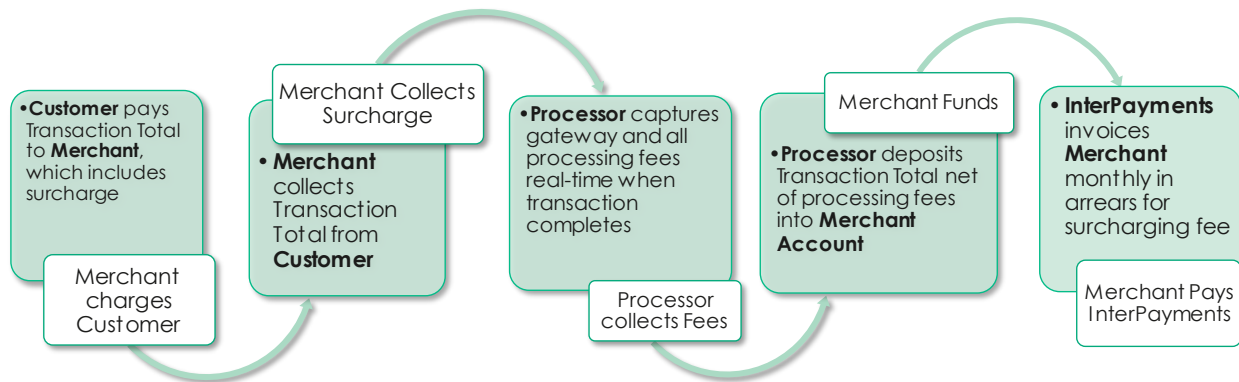 •Customer pays
Transaction Total
to Merchant,
which includes
surcharge
Merchant
charges
Customer
Merchant Collects
Surcharge
• Merchant
collects
Transaction
Total from
Customer
•Processor captures
gateway and all
processing fees
real-time when
transaction
completes
Processor
collects Fees
Merchant Funds
•Processor deposits
Transaction Total net
of processing fees
into Merchant
Account
• InterPayments
invoices
Merchant
monthly in
arrears for
surcharging fee
Merchant Pays
InterPayments